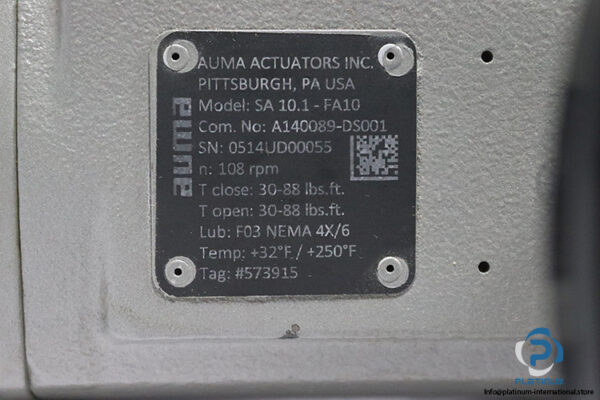 AUMA ACTUATORS INC.
PITTSBURGH, PA USA
Model: SA 10.1 - FA10
Com. No: A140089-DS001
SN: 0514UD00055
n: 108 rpm
T close: 30-88 lbs.ft.
T open: 30-88 lbs.ft.
Lub: F03 NEMA 4X/6
Temp: +32°F / +250°F
Tag: #573915
auma
PLATINUM
Info@platinum-international.store